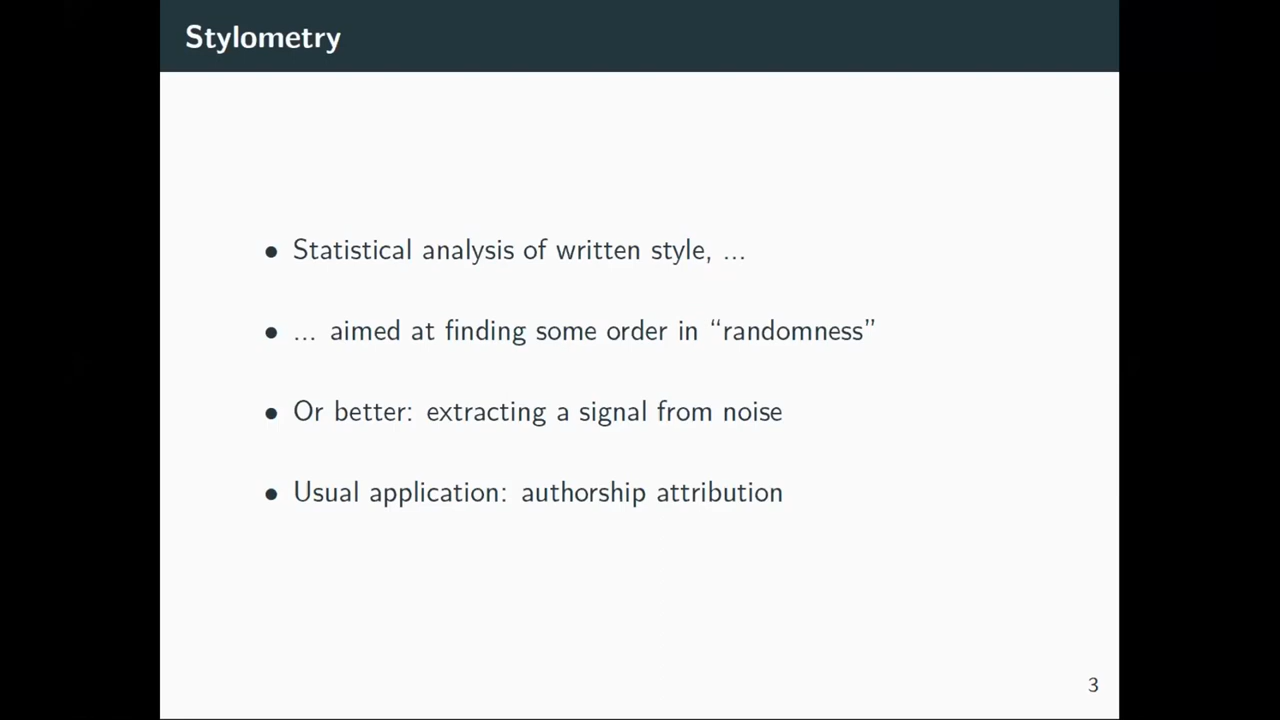 Stylometry
• Statistical analysis of written style, ...
• ... aimed at finding some order in “randomness”
• Or better: extracting a signal from noise
• Usual application: authorship attribution
3